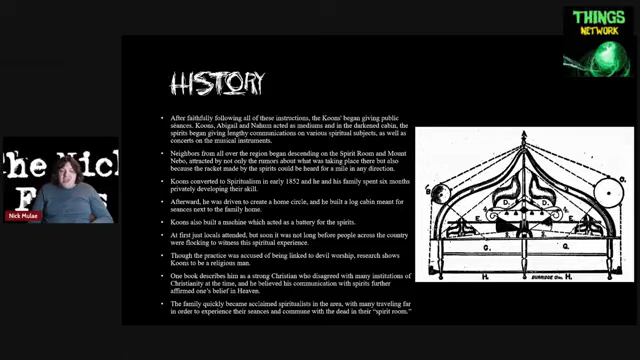 THINGS
NETWORK
HISTORY
• After faithfully following all of these instructions, the Koons' began giving public
séances. Koons, Abigail and Nahum acted as mediums and in the darkened cabin, the
spirits began giving lengthy communications on various spiritual subjects, as well as
concerts on the musical instruments.
• Neighbors from all over the region began descending on the Spirit Room and Mount
Nebo, attracted by not only the rumors about what was taking place there but also
because the racket made by the spirits could be heard for a mile in any direction.
• Koom converted to Spiritualism in early 1852 and he and his family spent six months
privately developing their skill.
• Afterward, he was driven to create a home circle, and he built a log cabin meant for
seances next to the family home.
• Koons also built a machine which acted as a battery for the spirits.
• At first just locals attended, but soon it was not long before people across the country
were flocking to witness this spiritual experience.
• Though the practice was accused of being linked to devil worship, research shows
Koons to be a religious man.
• One book describes him as a strong Christian who disagreed with many institutions of
Christianity at the time, and he believed his communication with spirits further
affirmed one's belief in Heaven.
• The family quickly became acclaimed spiritualists in the area, with many traveling far
in order to experience their seances and commune with the dead in their “spirit room.”
The Nick
Nick Mulae
A
B
O
D
D
E
G.
G.
H.
H.